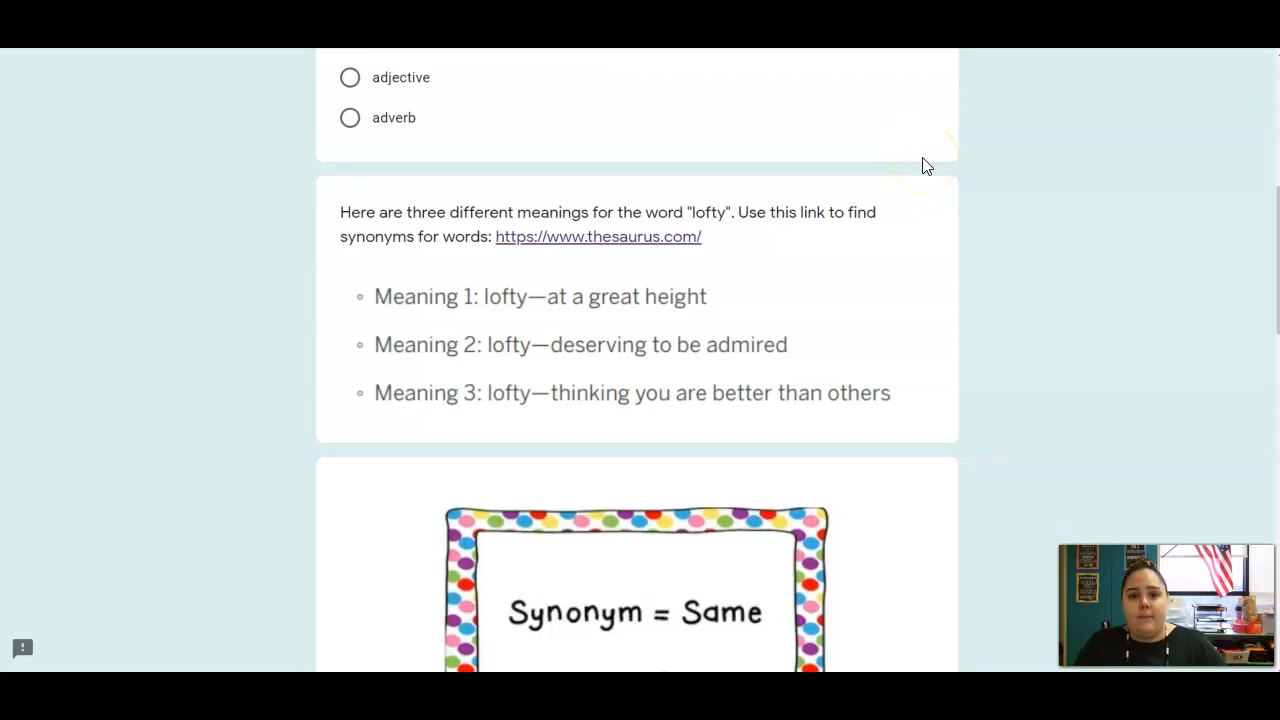 adjective
adverb
Here are three different meanings for the word "lofty". Use this link to find
synonyms for words: https://www.thesaurus.com/
Meaning 1: lofty—at a great height
Meaning 2: lofty—deserving to be admired
Meaning 3: lofty—thinking you are better than others
Synonym = Same